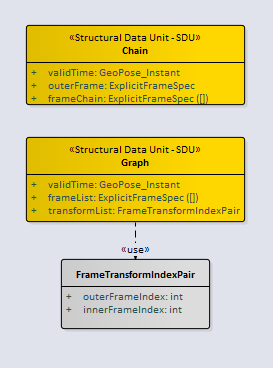 «Structural Data Unit - SDU»
Chain
+ validTime: GeoPose_Instant
+ outerFrame: ExplicitFrameSpec
+ frameChain: ExplicitFrameSpec ([])
«Structural Data Unit - SDU»
Graph
+ validTime: GeoPose_Instant
+ frameList: ExplicitFrameSpec ([])
+ transformList: FrameTransformIndexPair
«use»
FrameTransformIndexPair
+ outerFrameIndex: int
+ innerFrameIndex: int